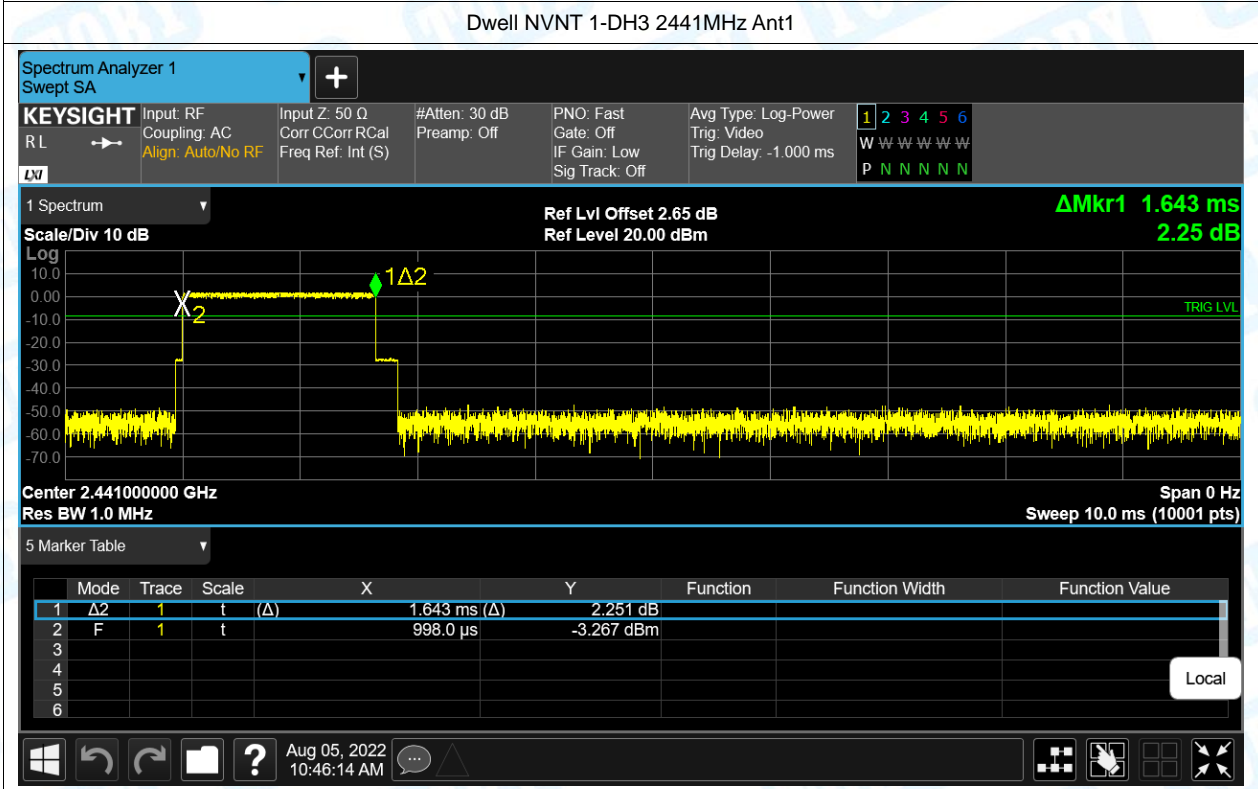 Dwell NVNT 1-DH3 2441MHz Ant1
Spectrum Analyzer 1
Swept SA
KEYSIGHT
RL
LXI
Input: RF
Coupling: AC
Align: Auto/No RF
Input Z: 50 Ω
Corr CCorr RCal
Freq Ref: Int (S)
#Atten: 30 dB
Preamp: Off
PNO: Fast
Gate: Off
IF Gain: Low
Sig Track: Off
Avg Type: Log-Power
Trig: Video
Trig Delay: -1.000 ms
1 2 3 4 5 6
W W W W W W
P N N N N N
1 Spectrum
Scale/Div 10 dB
Ref Lvl Offset 2.65 dB
Ref Level 20.00 dBm
ΔMkr1 1.643 ms
2.25 dB
Log
10.0
0.00
-10.0
-20.0
-30.0
-40.0
-50.0
-60.0
-70.0
1Δ2
2
TRIG LVL
Center 2.441000000 GHz
Res BW 1.0 MHz
Span 0 Hz
Sweep 10.0 ms (10001 pts)
5 Marker Table
Mode Trace Scale X Y Function Function Width Function Value
1 Δ2 1 t (Δ) 1.643 ms (Δ) 2.251 dB
2 F 1 t 998.0 µs -3.267 dBm
3
4
5
6
Local
?
Aug 05, 2022
10:46:14 AM